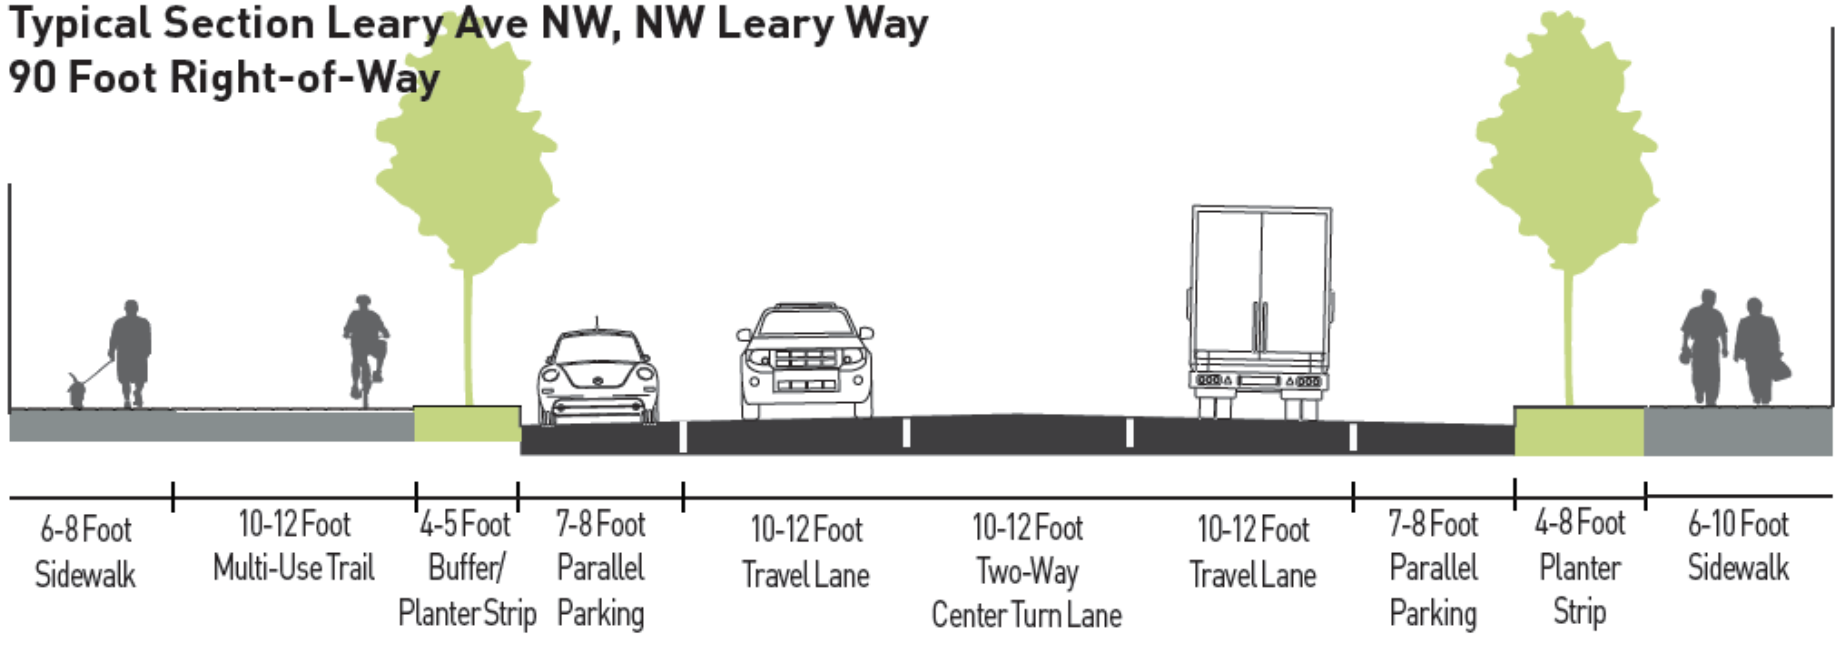 Typical Section Leary Ave NW, NW Leary Way
90 Foot Right-of-Way
6-8 Foot
Sidewalk
10-12 Foot
Multi-Use Trail
4-5 Foot
Buffer/
Planter Strip
7-8 Foot
Parallel
Parking
10-12 Foot
Travel Lane
10-12 Foot
Two-Way
Center Turn Lane
10-12 Foot
Travel Lane
7-8 Foot
Parallel
Parking
4-8 Foot
Planter
Strip
6-10 Foot
Sidewalk